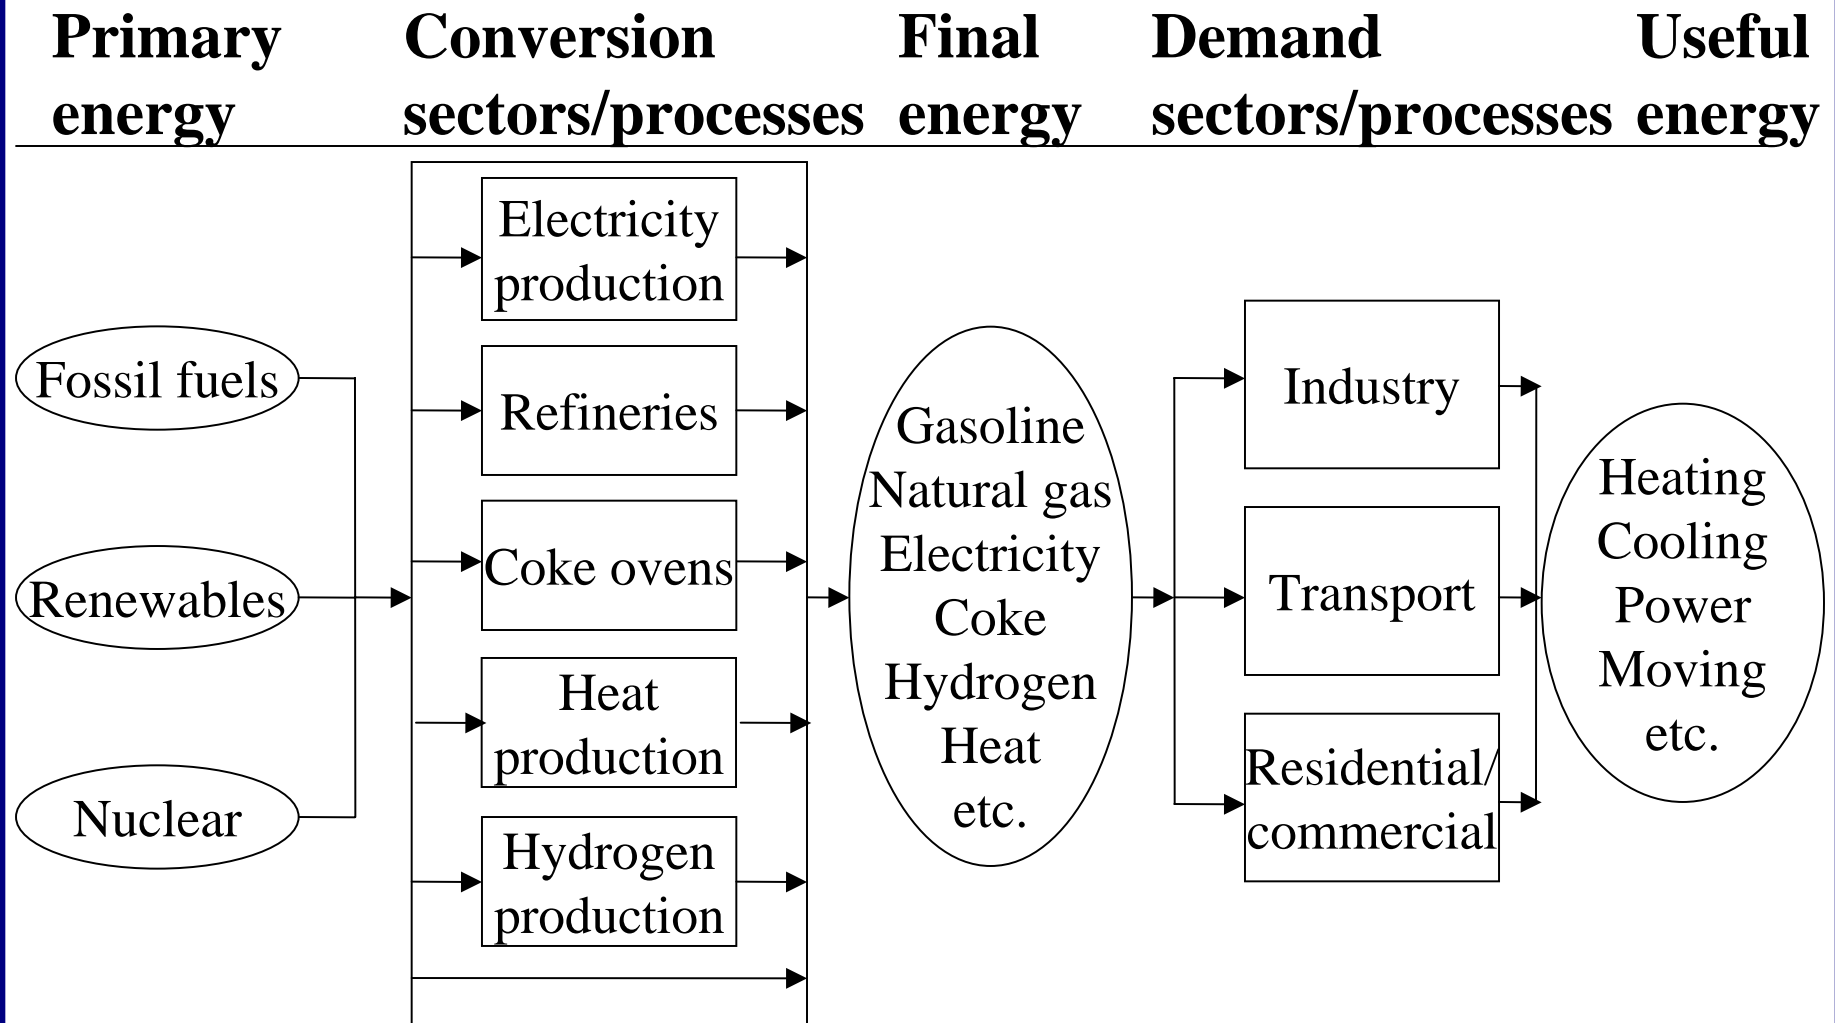 Primary
energy
Conversion
sectors/processes
Final
energy
Demand
sectors/processes
Useful
energy
Fossil fuels
Renewables
Nuclear
Electricity
production
Refineries
Coke ovens
Heat
production
Hydrogen
production
Gasoline
Natural gas
Electricity
Coke
Hydrogen
Heat
etc.
Industry
Transport
Residential/
commercial
Heating
Cooling
Power
Moving
etc.